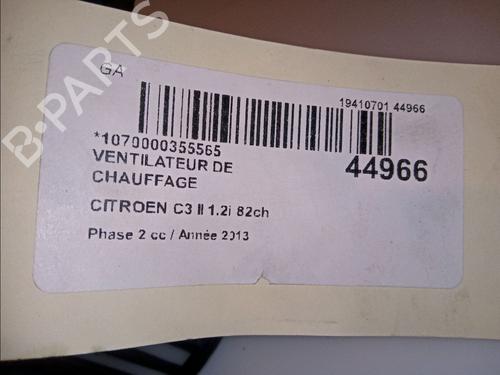 B-PARTS
GA
19410701 44966
*1070000355565
44966
VENTILATEUR DE
CHAUFFAGE
CITROEN C3 II 1.2i 82ch
Phase 2 cc / Année 2013